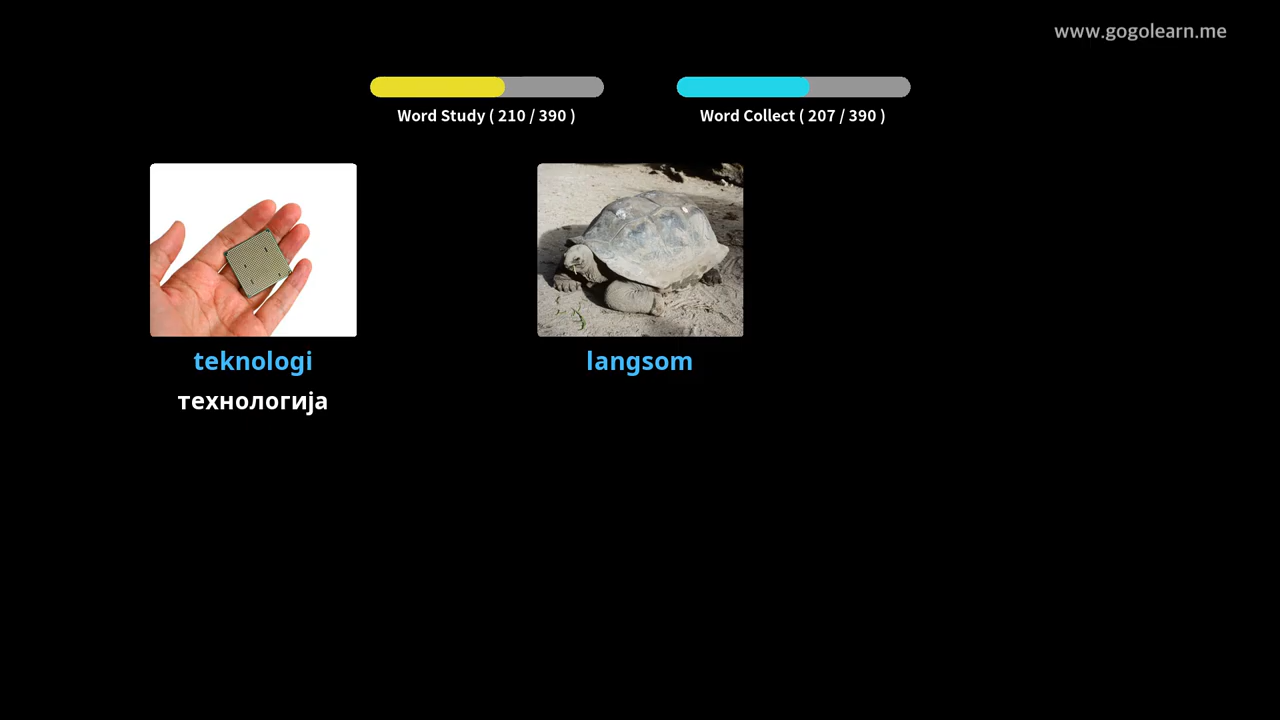 www.gogolearn.me
Word Study ( 210 / 390 )
Word Collect ( 207 / 390 )
teknologi
langsom
технологија